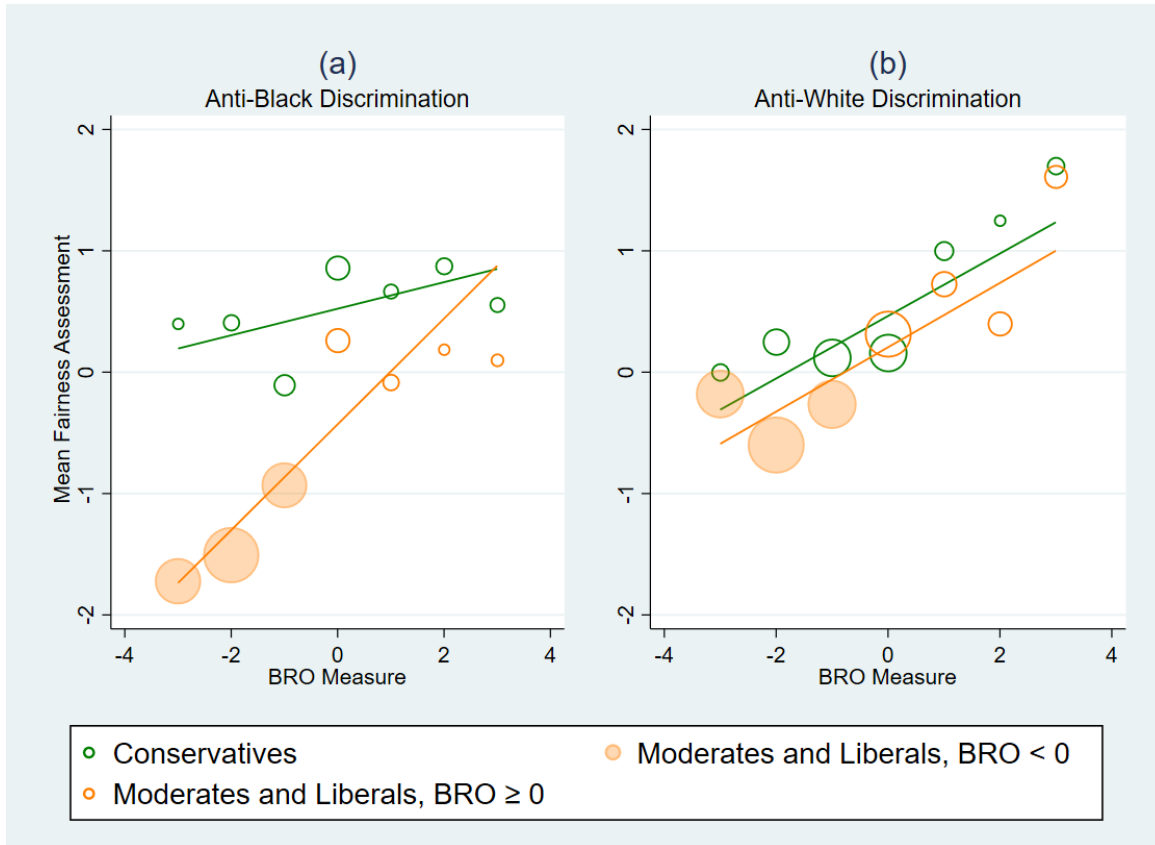 (a)
Anti-Black Discrimination
(b)
Anti-White Discrimination
Mean Fairness Assessment
2
1
0
-1
-2
-4 -2 0 2 4
BRO Measure
2
1
0
-1
-2
-4 -2 0 2 4
BRO Measure
Conservatives
Moderates and Liberals, BRO < 0
Moderates and Liberals, BRO ≥ 0